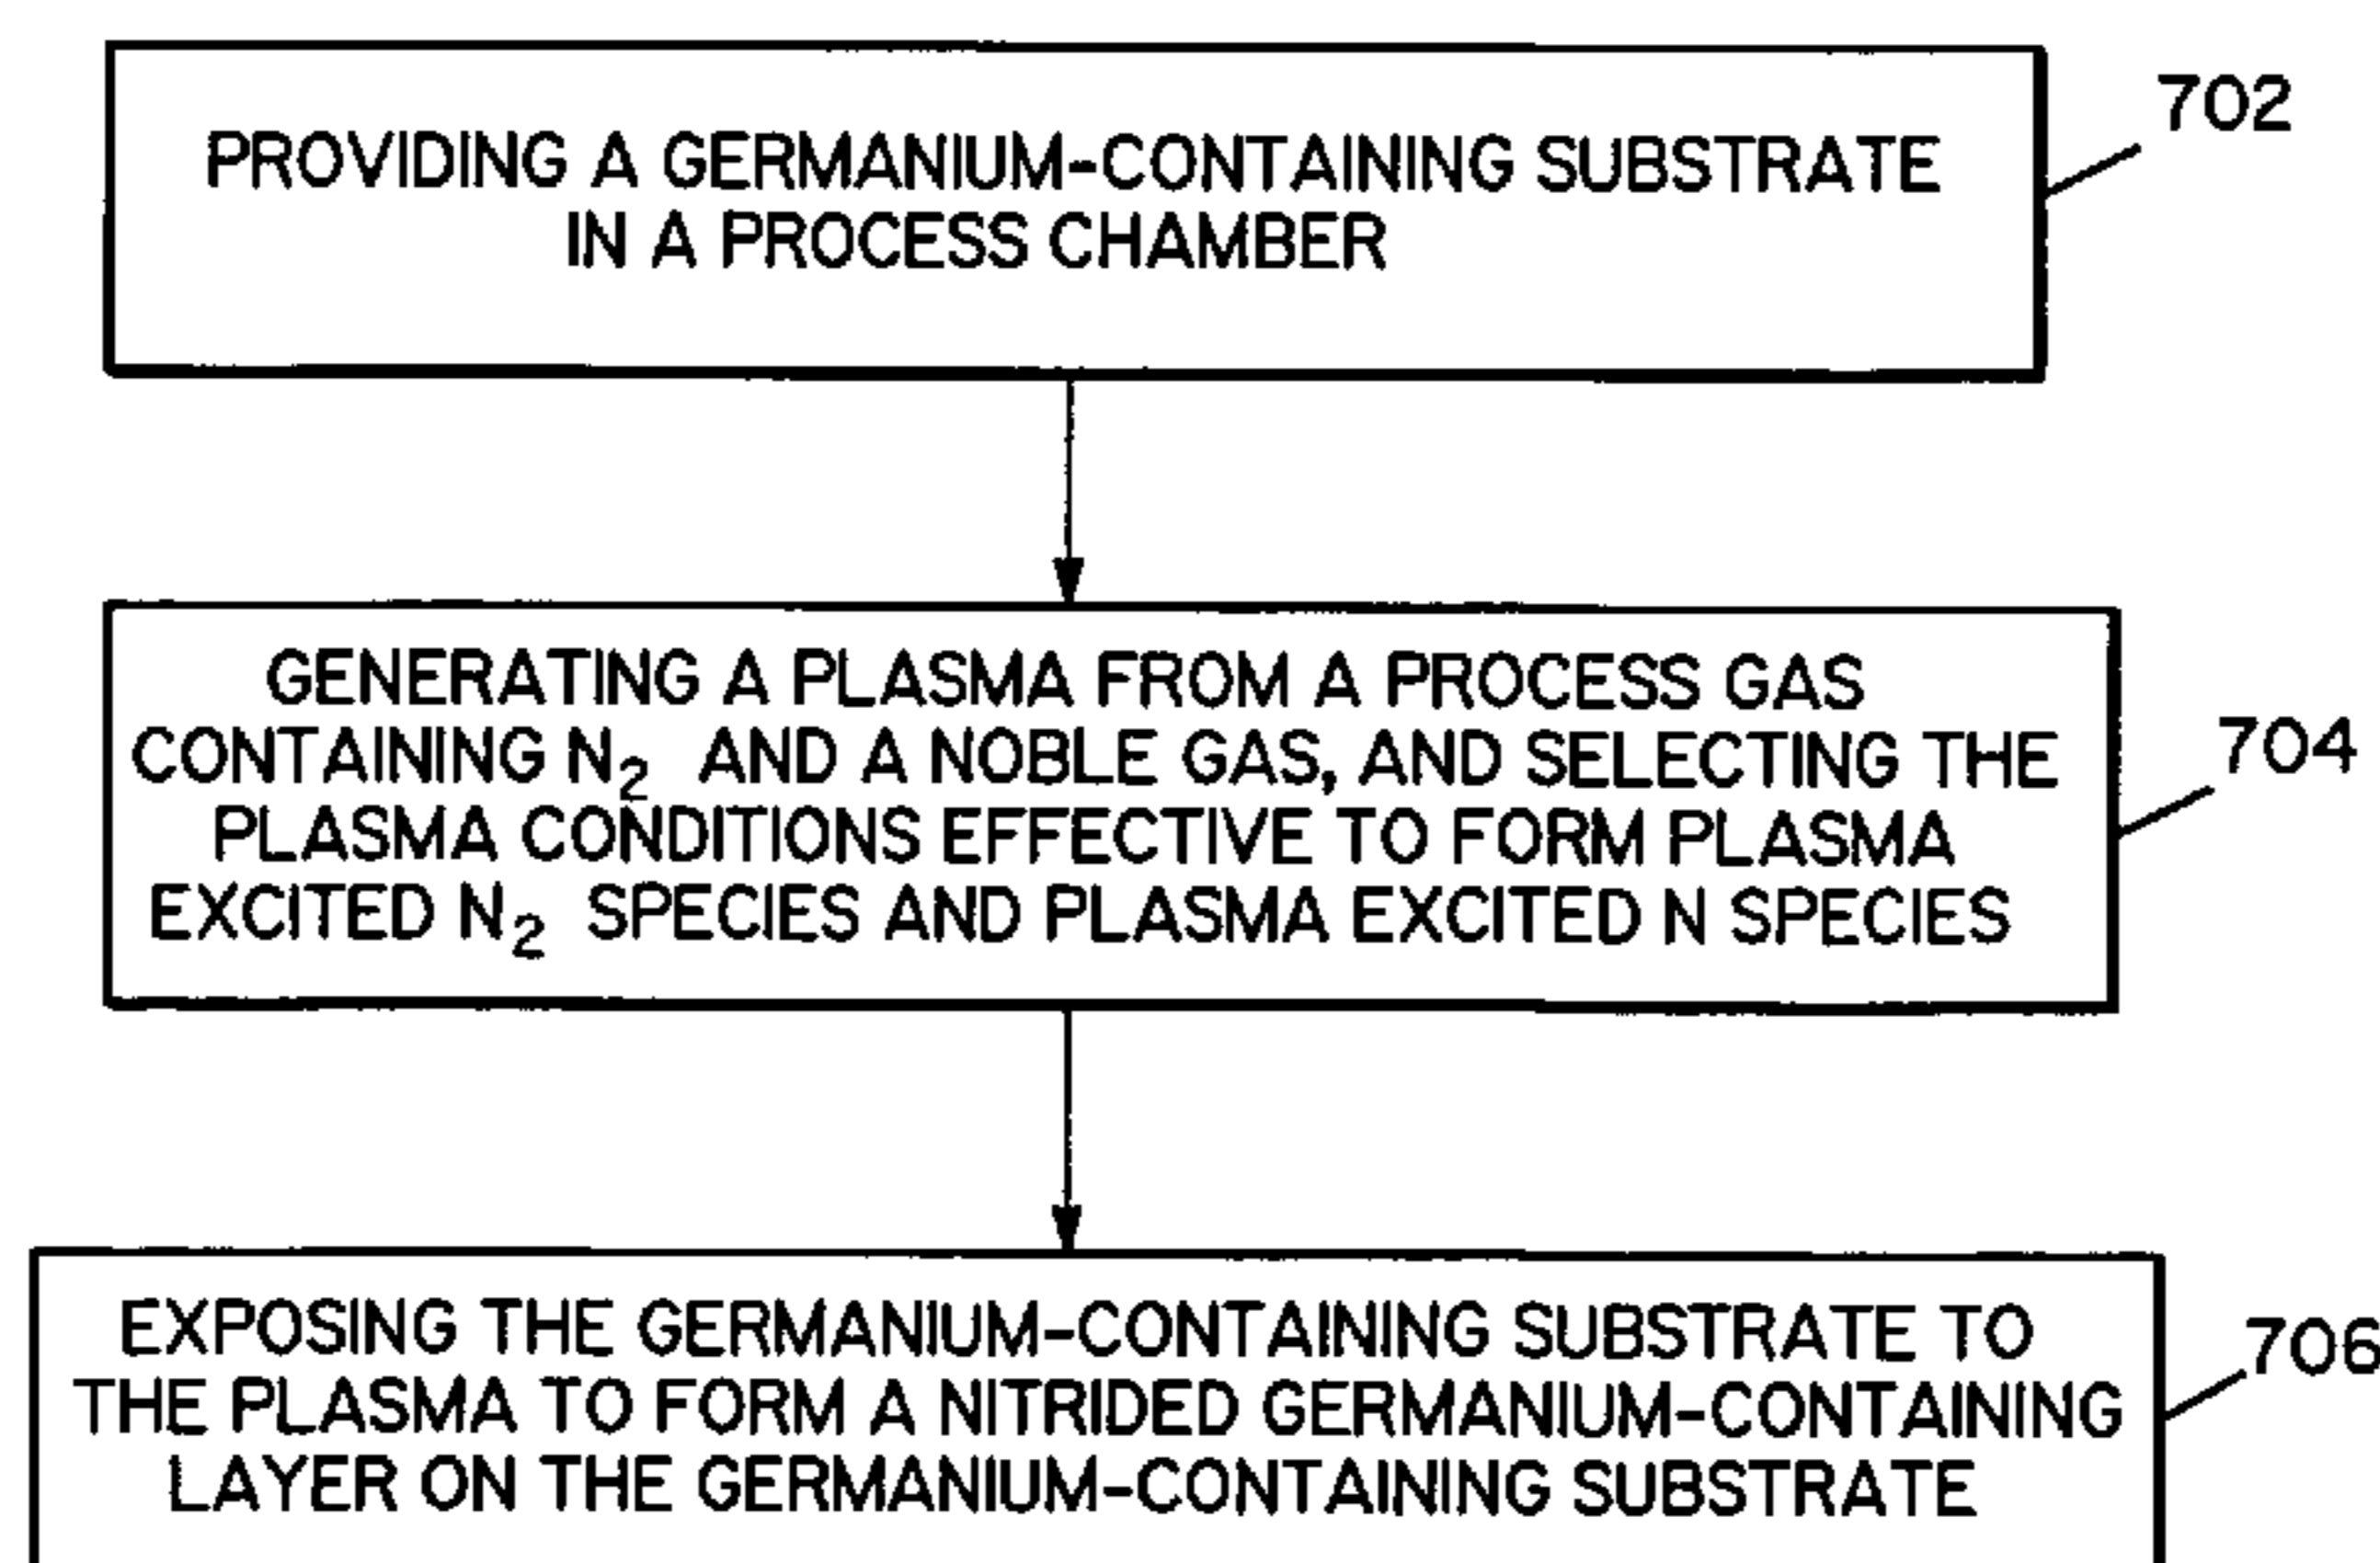 PROVIDING A GERMANIUM-CONTAINING SUBSTRATE
IN A PROCESS CHAMBER
702
GENERATING A PLASMA FROM A PROCESS GAS
CONTAINING N₂ AND A NOBLE GAS, AND SELECTING THE
PLASMA CONDITIONS EFFECTIVE TO FORM PLASMA
EXCITED N₂ SPECIES AND PLASMA EXCITED N SPECIES
704
EXPOSING THE GERMANIUM-CONTAINING SUBSTRATE TO
THE PLASMA TO FORM A NITRIDED GERMANIUM-CONTAINING
LAYER ON THE GERMANIUM-CONTAINING SUBSTRATE
706